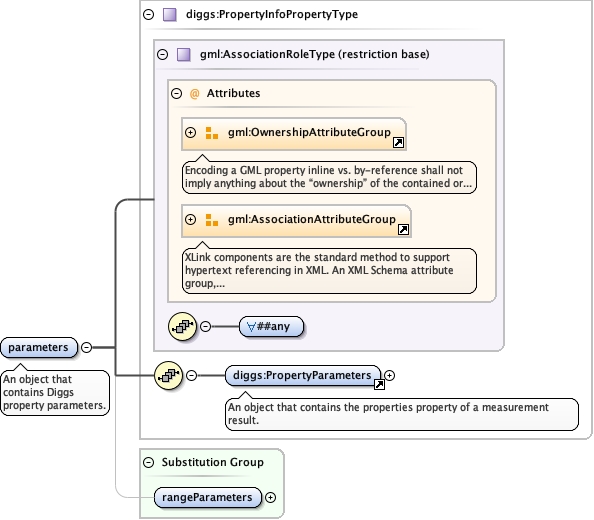 diggs:PropertyInfoPropertyType
gml:AssociationRoleType (restriction base)
@ Attributes
gml:OwnershipAttributeGroup
Encoding a GML property inline vs. by-reference shall not
imply anything about the “ownership” of the contained or...
gml:AssociationAttributeGroup
XLink components are the standard method to support
hypertext referencing in XML. An XML Schema attribute
group,...
∀##any
parameters
An object that
contains Diggs
property parameters.
diggs:PropertyParameters
An object that contains the properties property of a measurement
result.
Substitution Group
rangeParameters